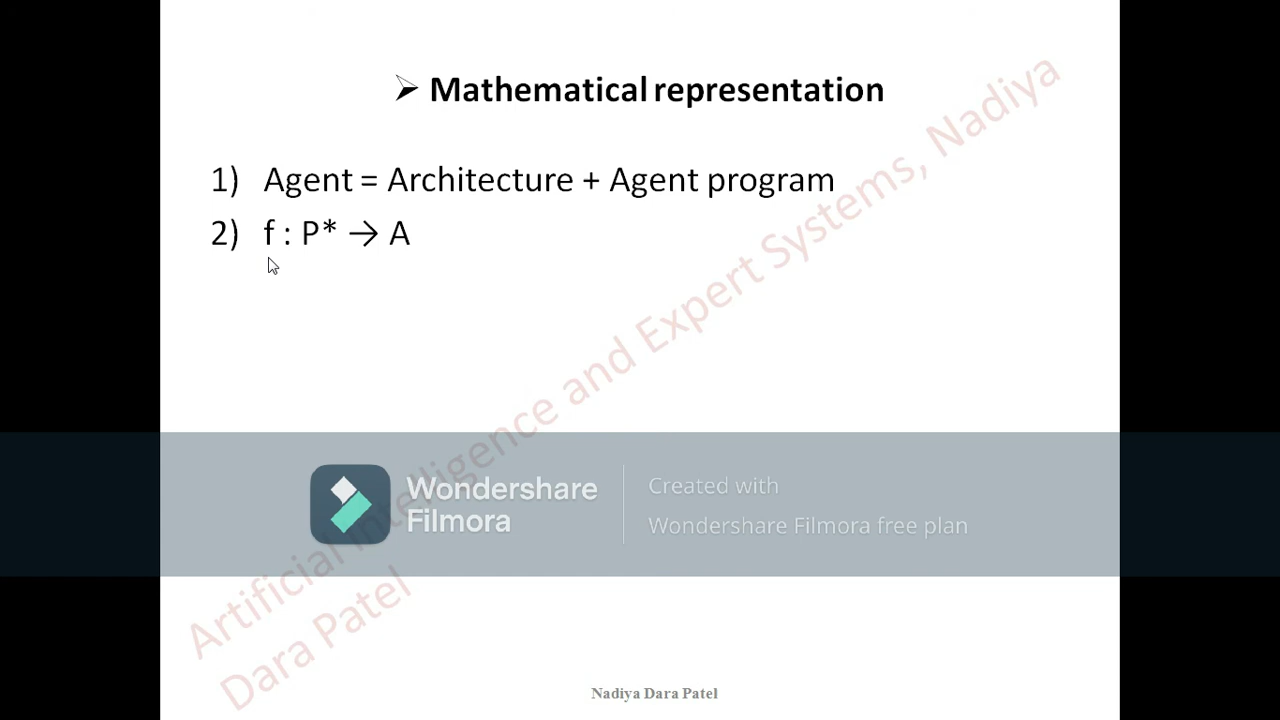 ➢ Mathematical representation
1) Agent = Architecture + Agent program
2) f : P* → A
Artificial Intelligence and Expert Systems, Nadiya
Dara Patel
Wondershare
Filmora
Created with
Wondershare Filmora free plan
Nadiya Dara Patel